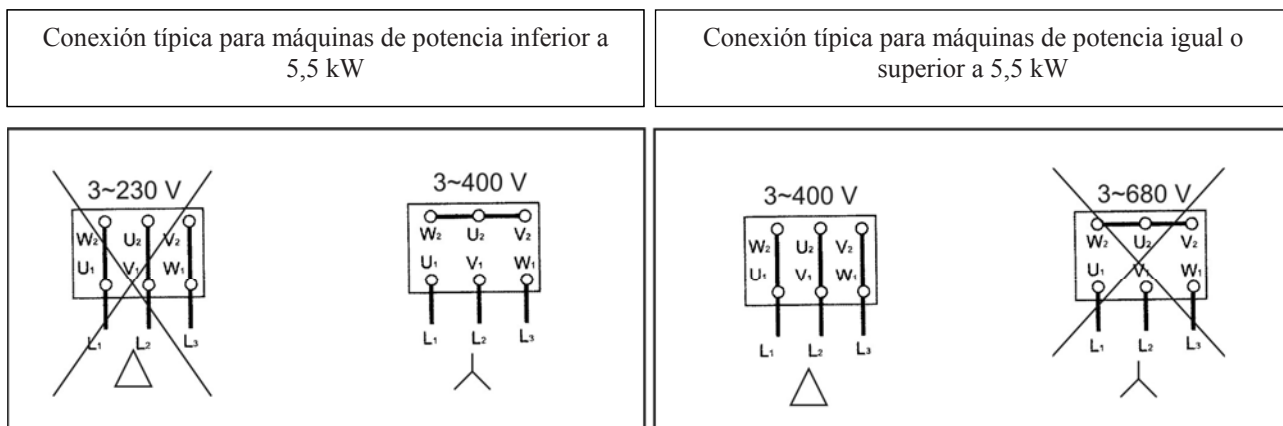 Conexión típica para máquinas de potencia inferior a
5,5 kW
Conexión típica para máquinas de potencia igual o
superior a 5,5 kW
3~230 V
W2 U2 V2
U1 V1 W1
L1 L2 L3
3~400 V
W2 U2 V2
U1 V1 W1
L1 L2 L3
3~400 V
W2 U2 V2
U1 V1 W1
L1 L2 L3
3~680 V
W2 U2 V2
U1 V1 W1
L1 L2 L3